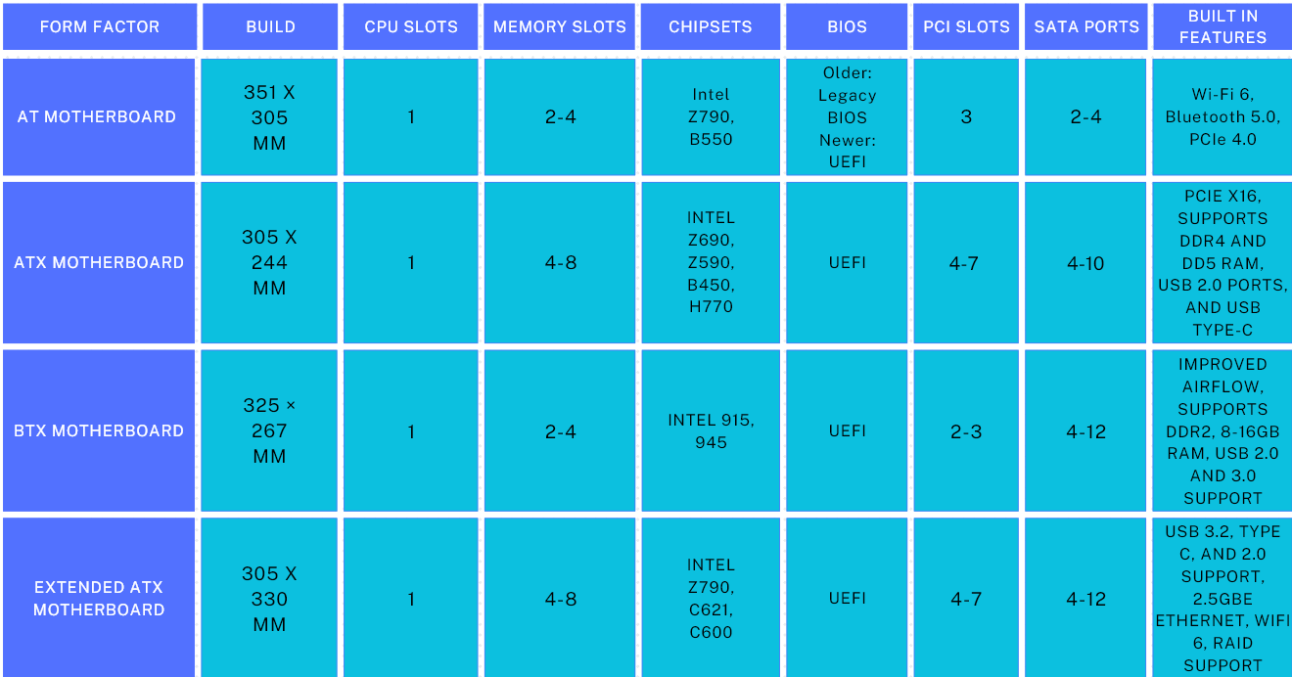 FORM FACTOR
BUILD
CPU SLOTS
MEMORY SLOTS
CHIPSETS
BIOS
PCI SLOTS
SATA PORTS
BUILT IN
FEATURES
AT MOTHERBOARD
351 X
305
MM
1
2-4
Intel
Z790,
B550
Older:
Legacy
BIOS
Newer:
UEFI
3
2-4
Wi-Fi 6,
Bluetooth 5.0,
PCIe 4.0
ATX MOTHERBOARD
305 X
244
MM
1
4-8
INTEL
Z690,
Z590,
B450,
H770
UEFI
4-7
4-10
PCIE X16,
SUPPORTS
DDR4 AND
DD5 RAM,
USB 2.0 PORTS,
AND USB
TYPE-C
BTX MOTHERBOARD
325 ×
267
MM
1
2-4
INTEL 915,
945
UEFI
2-3
4-12
IMPROVED
AIRFLOW,
SUPPORTS
DDR2, 8-16GB
RAM, USB 2.0
AND 3.0
SUPPORT
EXTENDED ATX
MOTHERBOARD
305 X
330
MM
1
4-8
INTEL
Z790,
C621,
C600
UEFI
4-7
4-12
USB 3.2, TYPE
C, AND 2.0
SUPPORT,
2.5GBE
ETHERNET, WIFI
6, RAID
SUPPORT